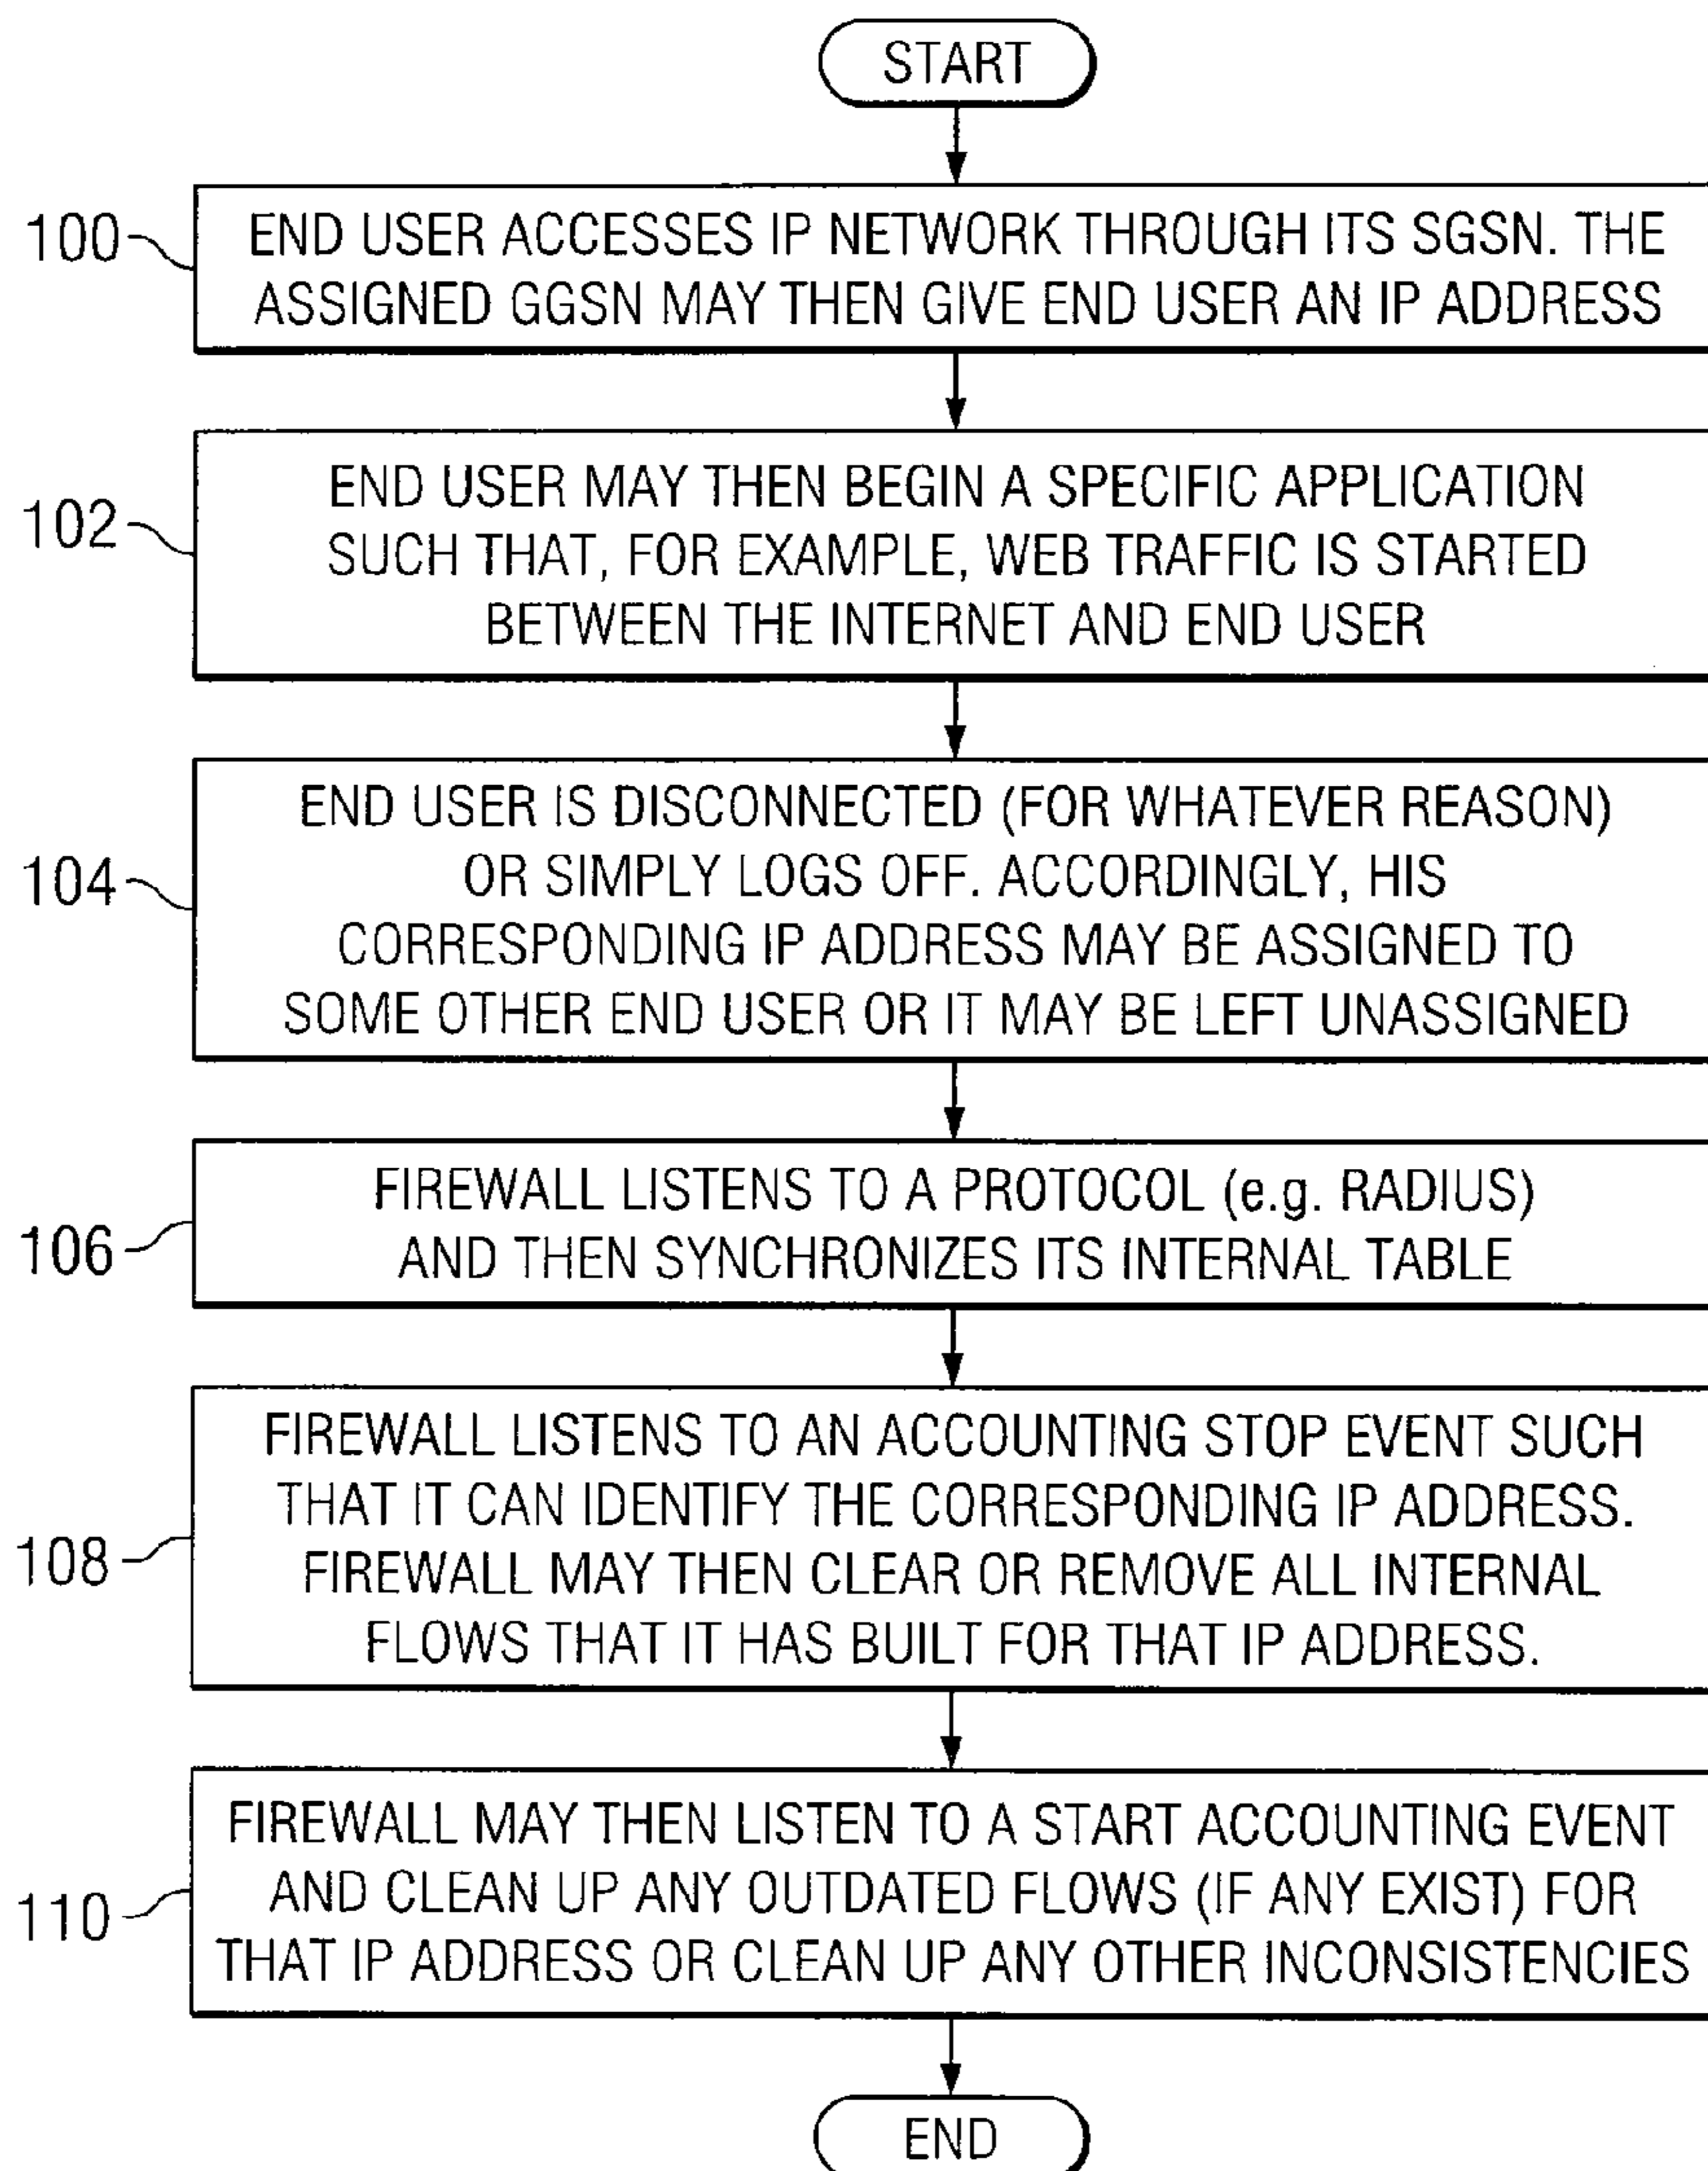 START
100
END USER ACCESSES IP NETWORK THROUGH ITS SGSN. THE
ASSIGNED GGSN MAY THEN GIVE END USER AN IP ADDRESS
102
END USER MAY THEN BEGIN A SPECIFIC APPLICATION
SUCH THAT, FOR EXAMPLE, WEB TRAFFIC IS STARTED
BETWEEN THE INTERNET AND END USER
104
END USER IS DISCONNECTED (FOR WHATEVER REASON)
OR SIMPLY LOGS OFF. ACCORDINGLY, HIS
CORRESPONDING IP ADDRESS MAY BE ASSIGNED TO
SOME OTHER END USER OR IT MAY BE LEFT UNASSIGNED
106
FIREWALL LISTENS TO A PROTOCOL (e.g. RADIUS)
AND THEN SYNCHRONIZES ITS INTERNAL TABLE
108
FIREWALL LISTENS TO AN ACCOUNTING STOP EVENT SUCH
THAT IT CAN IDENTIFY THE CORRESPONDING IP ADDRESS.
FIREWALL MAY THEN CLEAR OR REMOVE ALL INTERNAL
FLOWS THAT IT HAS BUILT FOR THAT IP ADDRESS.
110
FIREWALL MAY THEN LISTEN TO A START ACCOUNTING EVENT
AND CLEAN UP ANY OUTDATED FLOWS (IF ANY EXIST) FOR
THAT IP ADDRESS OR CLEAN UP ANY OTHER INCONSISTENCIES
END